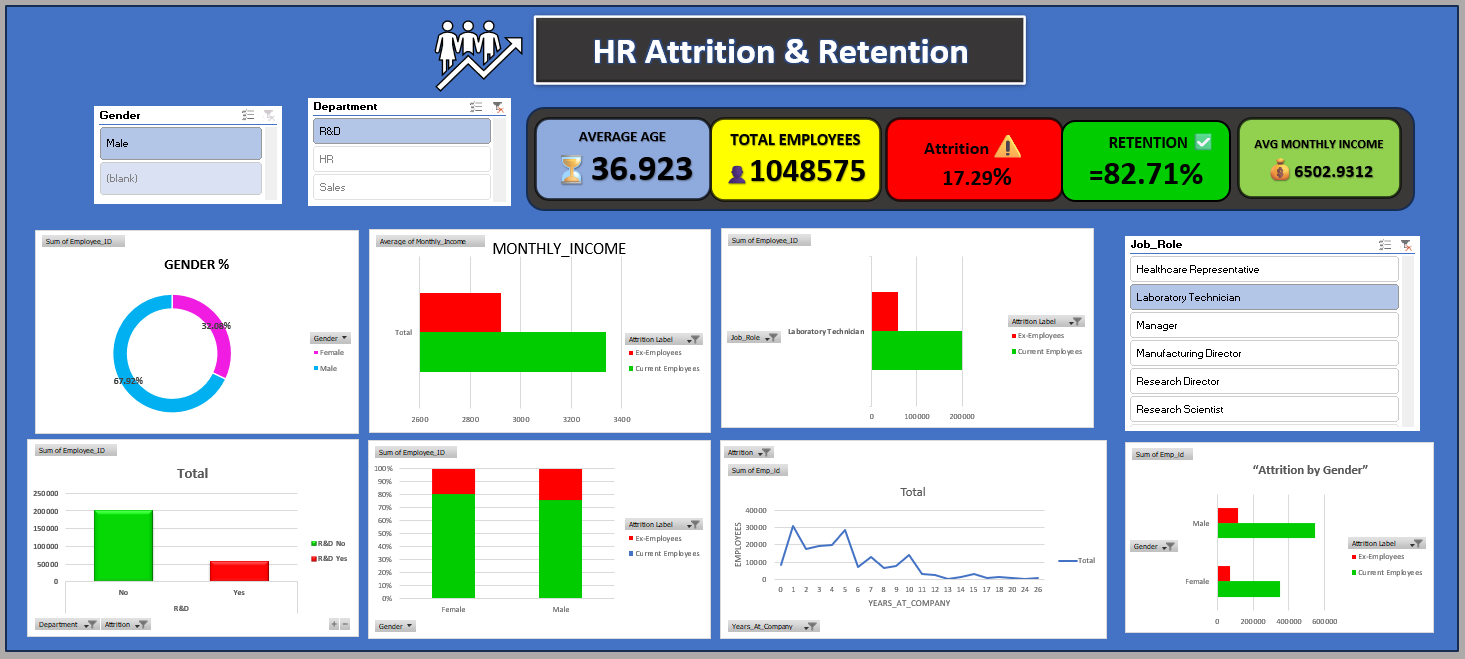 HR Attrition & Retention
Gender
Male
(blank)
Department
R&D
HR
Sales
AVERAGE AGE
36.923
TOTAL EMPLOYEES
1048575
Attrition
17.29%
RETENTION
=82.71%
AVG MONTHLY INCOME
6502.9312
Sum of Employee_ID
GENDER %
32.08%
67.92%
Gender
Female
Male
Average of Monthly_Income
MONTHLY_INCOME
Total
2600 2800 3000 3200 3400
Attrition Label
Ex-Employees
Current Employees
Sum of Employee_ID
Job_Role
Laboratory Technician
0 100000 200000
Attrition Label
Ex-Employees
Current Employees
Job_Role
Healthcare Representative
Laboratory Technician
Manager
Manufacturing Director
Research Director
Research Scientist
Sum of Employee_ID
Total
250000
200000
150000
100000
50000
0
No Yes
R&D
R&D No
R&D Yes
Department Attrition
Sum of Employee_ID
100%
90%
80%
70%
60%
50%
40%
30%
20%
10%
0%
Female Male
Attrition Label
Ex-Employees
Current Employees
Gender
Attrition
Sum of Emp_id
Total
EMPLOYEES
40000
30000
20000
10000
0
0 1 2 3 4 5 6 7 8 9 10 11 12 13 14 15 16 17 18 19 20 24 26
YEARS_AT_COMPANY
Total
Years_At_Company
Sum of Emp_id
“Attrition by Gender”
Gender
Male
Female
0 200000 400000 600000
Attrition Label
Ex-Employees
Current Employees